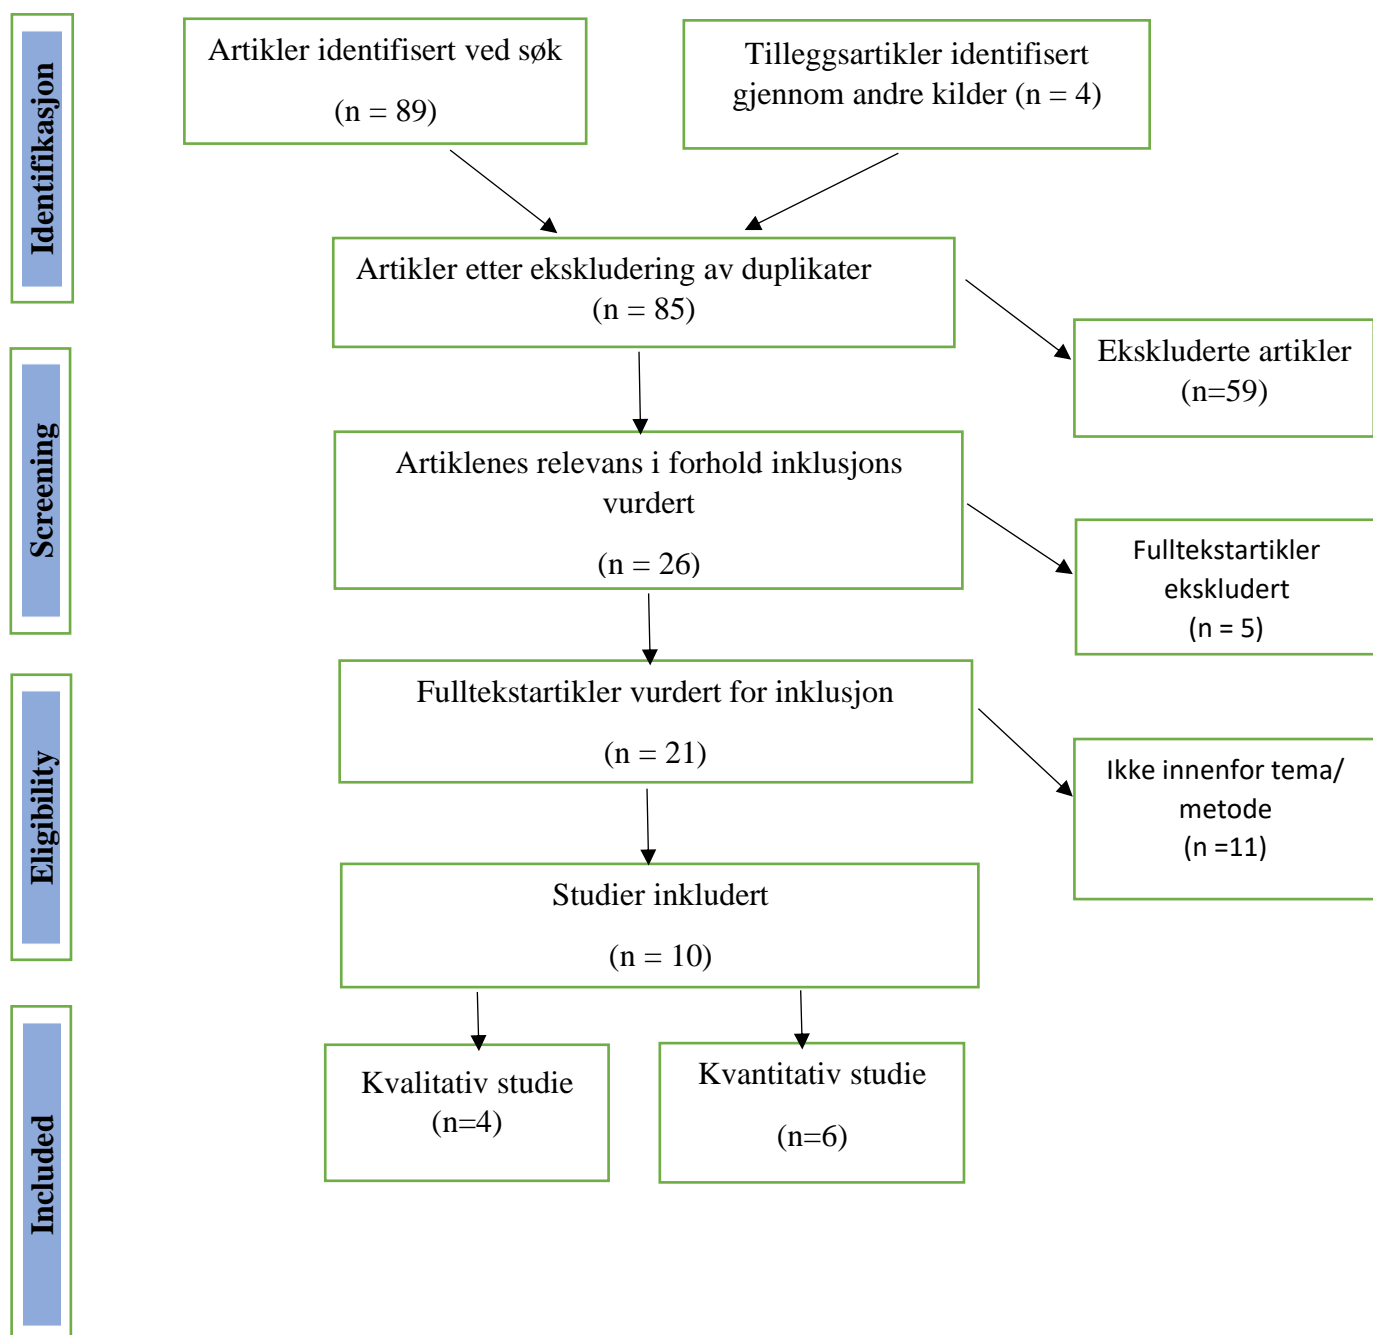 Identifikasjon
Artikler identifisert ved søk
(n = 89)
Tilleggsartikler identifisert
gjennom andre kilder (n = 4)
Artikler etter ekskludering av duplikater
(n = 85)
Ekskluderte artikler
(n=59)
Screening
Artiklenes relevans i forhold inklusjons
vurdert
(n = 26)
Fulltekstartikler
ekskludert
(n = 5)
Eligibility
Fulltekstartikler vurdert for inklusjon
(n = 21)
Ikke innenfor tema/
metode
(n =11)
Studier inkludert
(n = 10)
Included
Kvalitativ studie
(n=4)
Kvantitativ studie
(n=6)